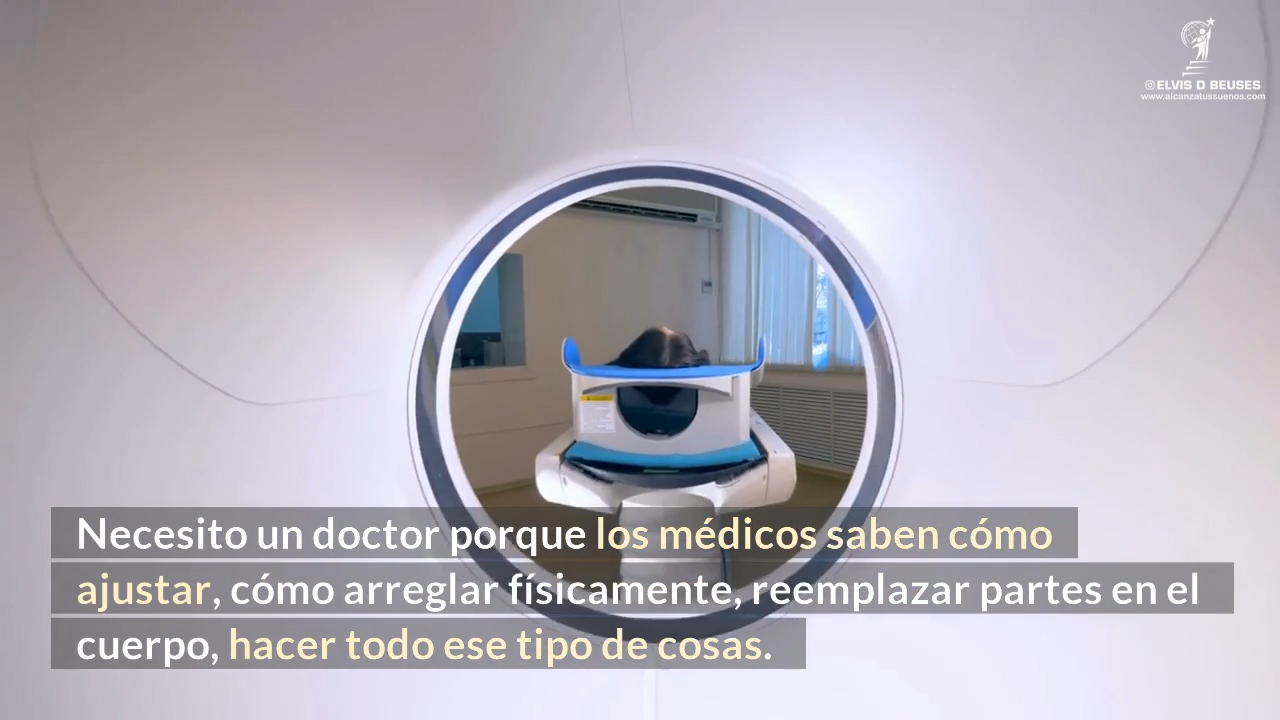 @ELVIS D BEUSES
www.alcanzatussuenos.com
Necesito un doctor porque los médicos saben cómo
ajustar, cómo arreglar físicamente, reemplazar partes en el
cuerpo, hacer todo ese tipo de cosas.